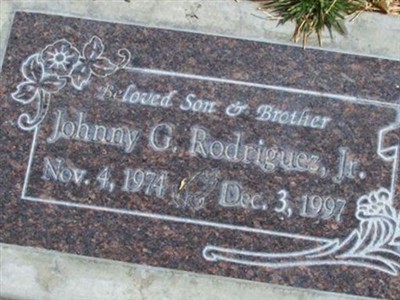 Beloved Son & Brother
Johnny G. Rodriguez, Jr.
Nov. 4, 1974 Dec. 3, 1997